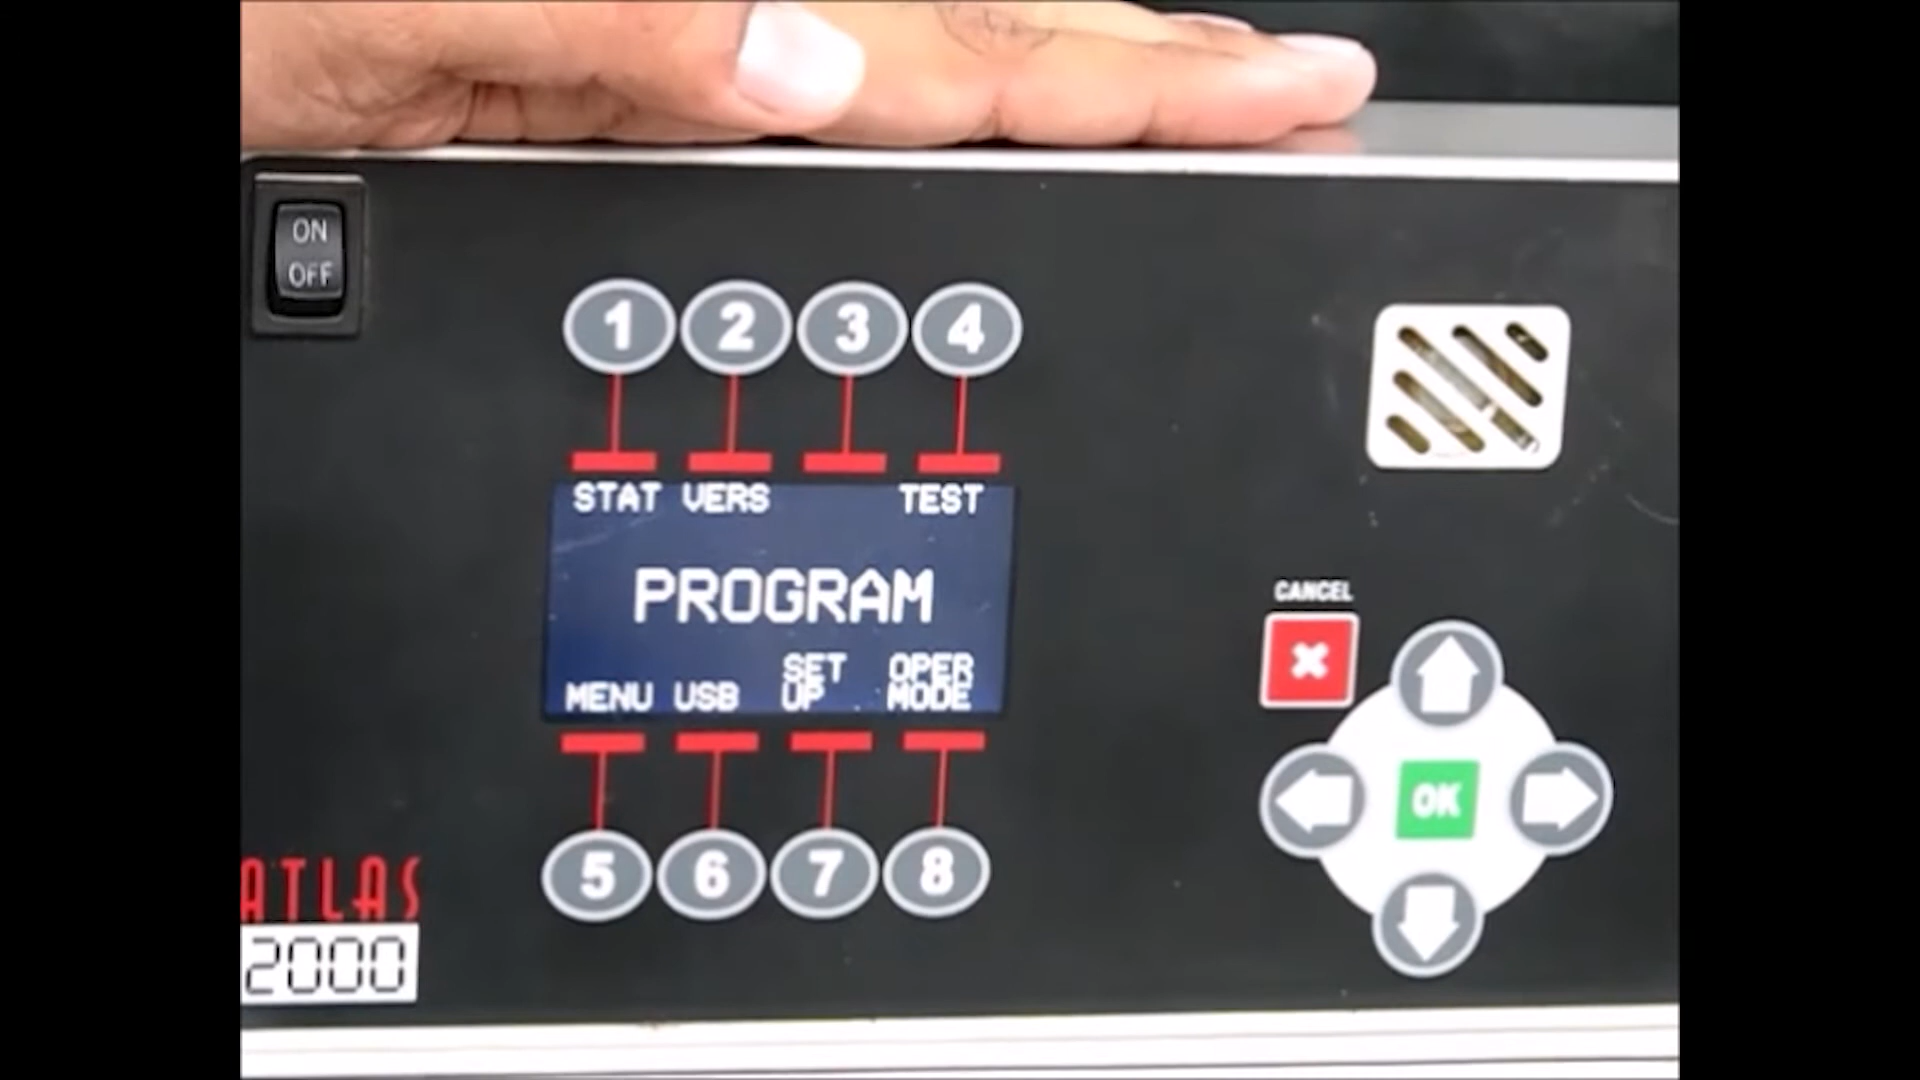 ON
OFF
1 2 3 4
STAT VERS TEST
PROGRAM
MENU USB SET UP OPER MODE
5 6 7 8
CANCEL
OK
ATLAS
2000